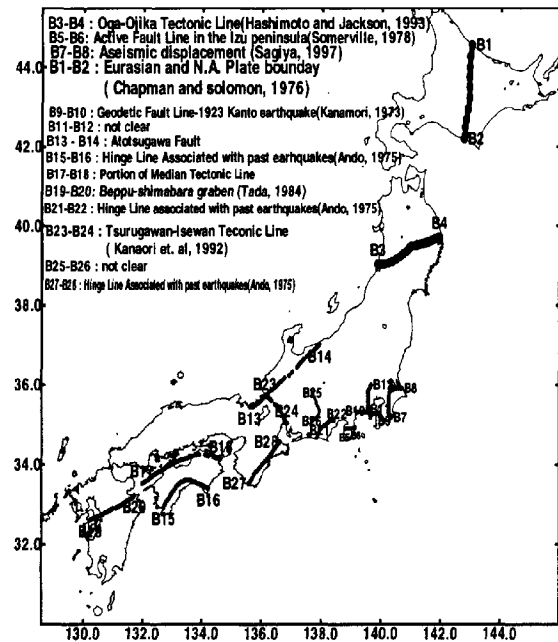 B3-B4 : Oga-Ojika Tectonic Line(Hashimoto and Jackson, 1993)
B5-B6: Active Fault Line in the Izu peninsula(Somerville, 1978)
B7-B8: Aseismic displacement (Sagiya, 1997)
B1-B2 : Eurasian and N.A. Plate bounday
( Chapman and solomon, 1976)
B9-B10 : Geodetic Fault Line-1923 Kanto earthquake(Kanamori, 1973)
B11-B12 : not clear
B13 - B14 : Atotsugawa Fault
B15-B16 : Hinge Line Associated with past earhquakes(Ando, 1975)
B17-B18 : Portion of Median Tectonic Line
B19-B20: Beppu-shimabara graben (Tada, 1984)
B21-B22 : Hinge Line associated with past earthquakes(Ando, 1975)
B23-B24 : Tsurugawan-Isewan Teconic Line
( Kanaori et. al, 1992)
B25-B26 : not clear
B27-B28 : Hinge Line Associated with past earthquakes(Ando, 1975)
B1
B2
B4
B3
B14
B23
B13
B24
B25
B22
B8
B7
B28
B27
B18
B16
B15
B20
44.0
42.0
40.0
38.0
36.0
34.0
32.0
130.0 132.0 134.0 136.0 138.0 140.0 142.0 144.0